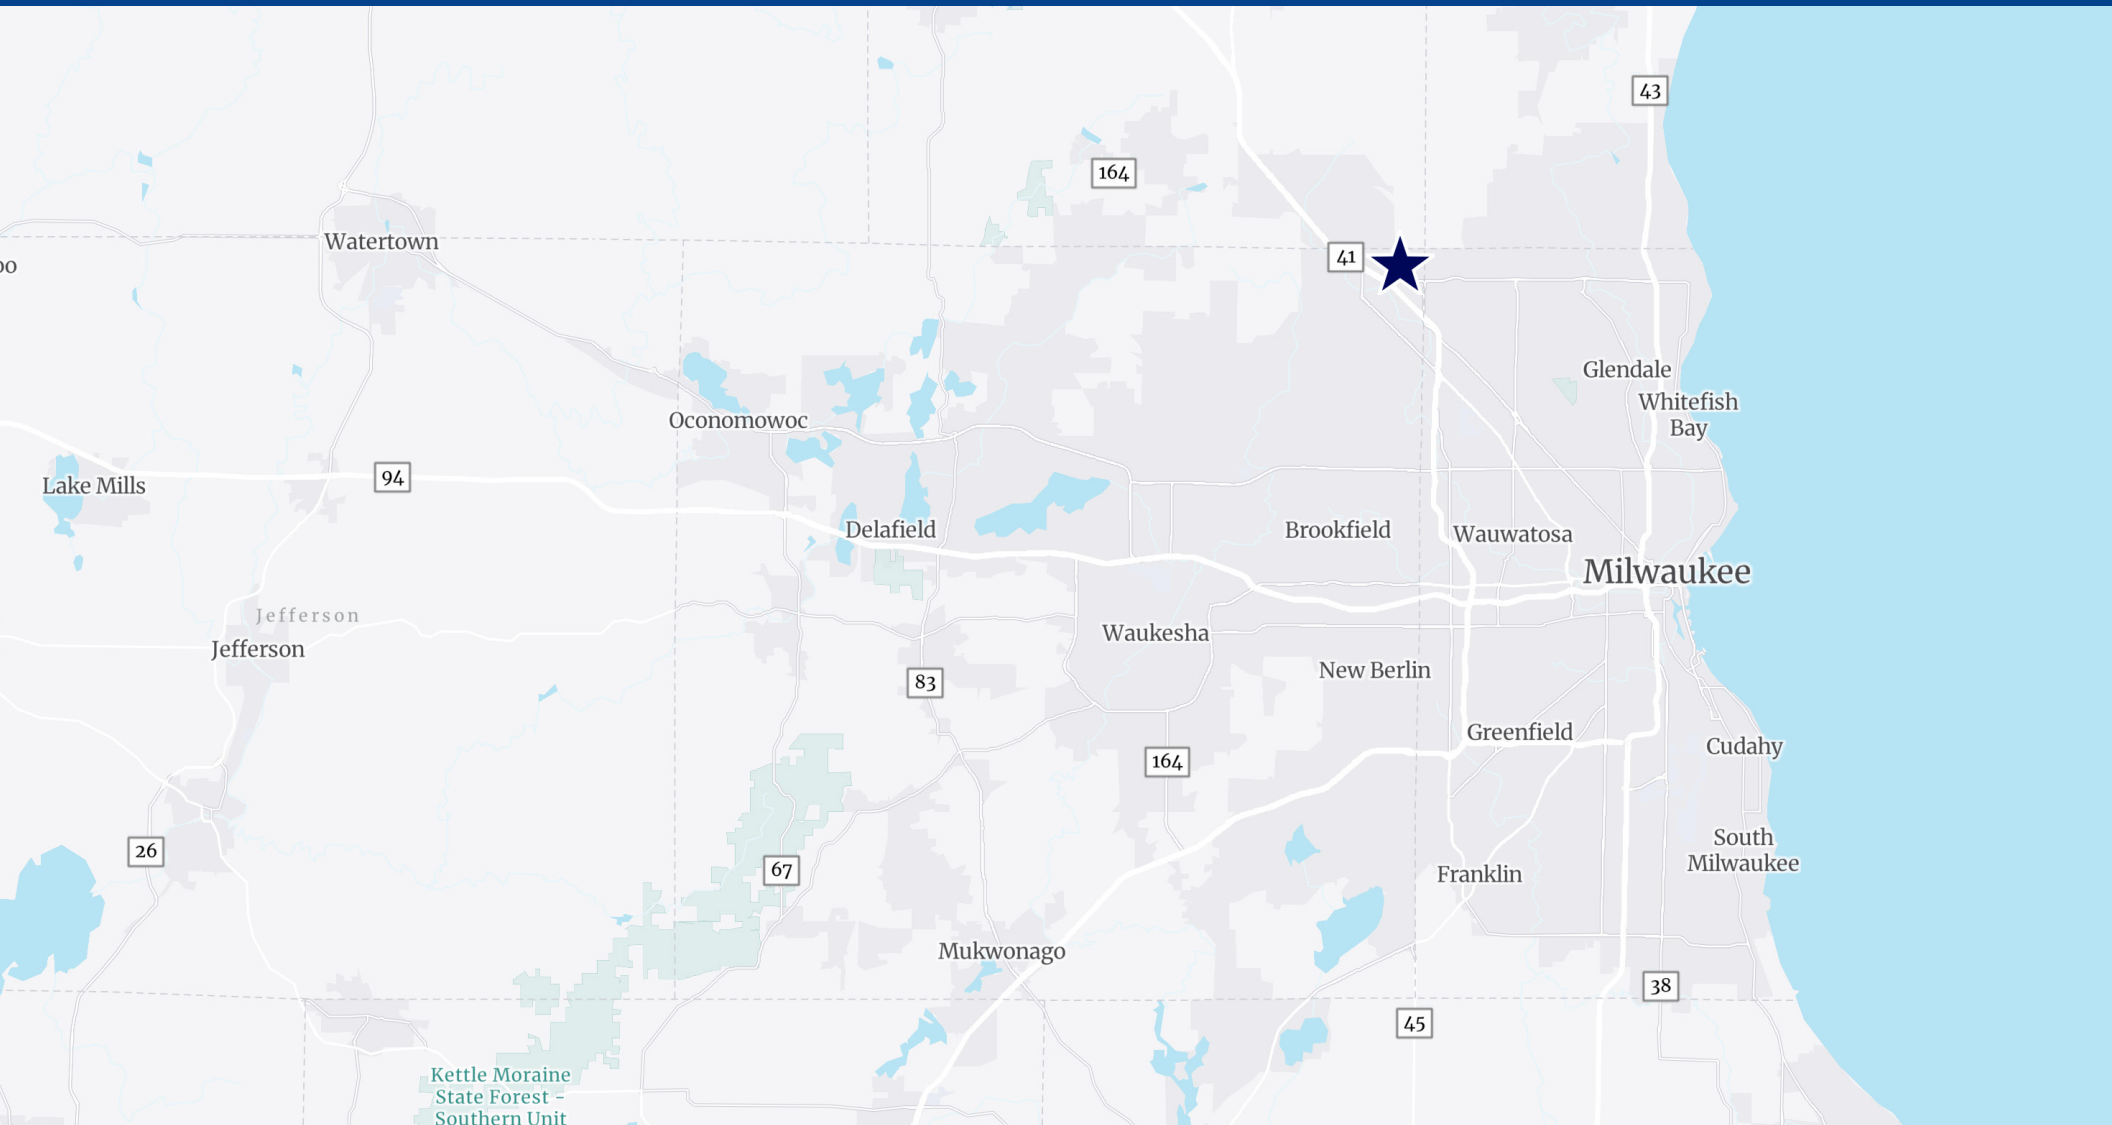 43
164
Watertown
41
oo
Glendale
Whitefish
Bay
Oconomowoc
94
Lake Mills
Delafield
Brookfield
Wauwatosa
Milwaukee
Jefferson
Jefferson
Waukesha
New Berlin
83
Greenfield
Cudahy
164
South
Milwaukee
26
67
Franklin
Mukwonago
38
45
Kettle Moraine
State Forest -
Southern Unit